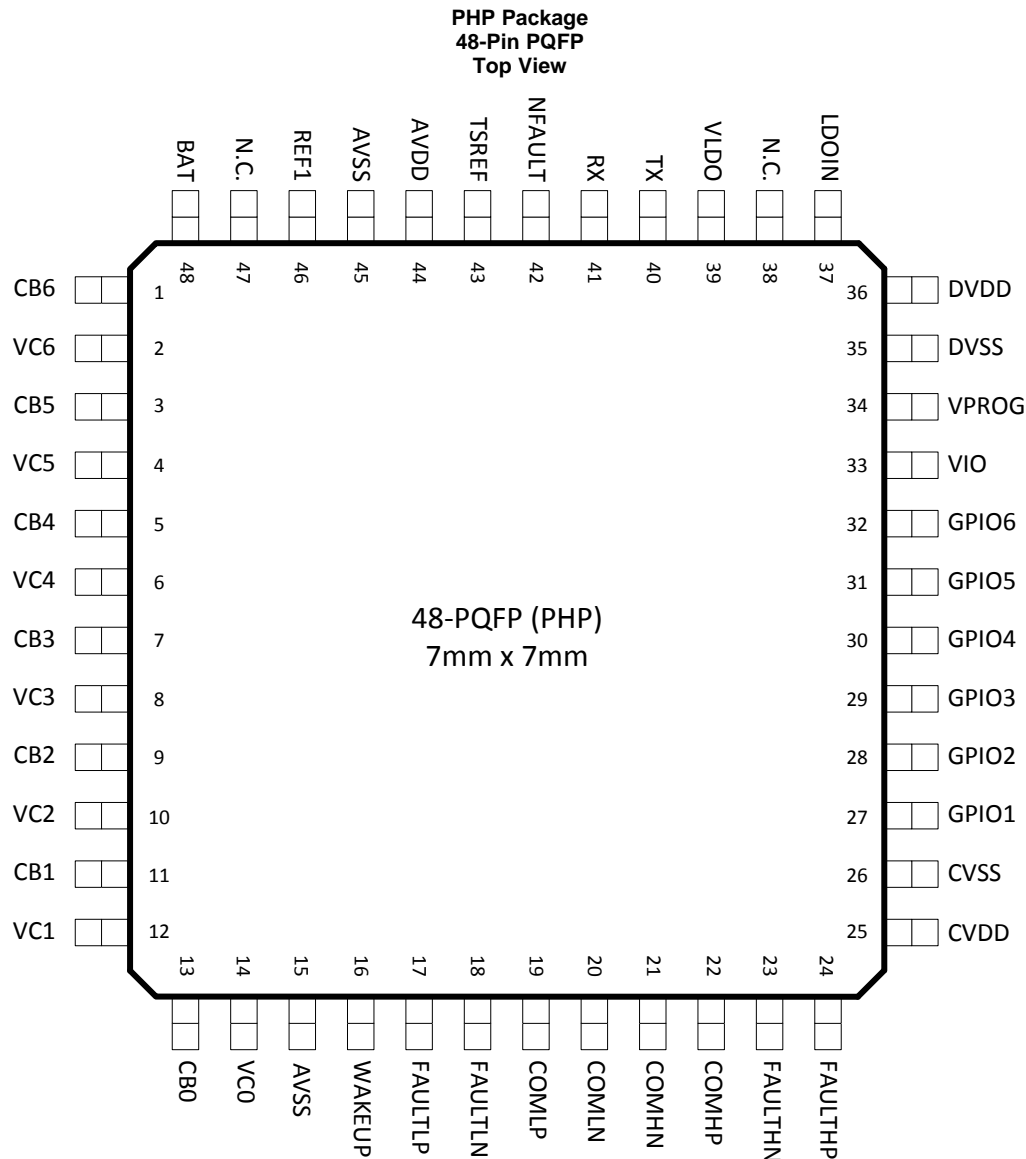 PHP Package
48-Pin PQFP
Top View
BAT
N.C.
REF1
AVSS
AVDD
TSREF
NFAULT
RX
TX
VLDO
N.C.
LDOIN
48
47
46
45
44
43
42
41
40
39
38
37
CB6 1
VC6 2
CB5 3
VC5 4
CB4 5
VC4 6
CB3 7
VC3 8
CB2 9
VC2 10
CB1 11
VC1 12
36 DVDD
35 DVSS
34 VPROG
33 VIO
32 GPIO6
31 GPIO5
30 GPIO4
29 GPIO3
28 GPIO2
27 GPIO1
26 CVSS
25 CVDD
48-PQFP (PHP)
7mm x 7mm
13
14
15
16
17
18
19
20
21
22
23
24
CB0
VC0
AVSS
WAKEUP
FAULTLP
FAULTLN
COMLP
COMLN
COMHN
COMHP
FAULTHN
FAULTHP